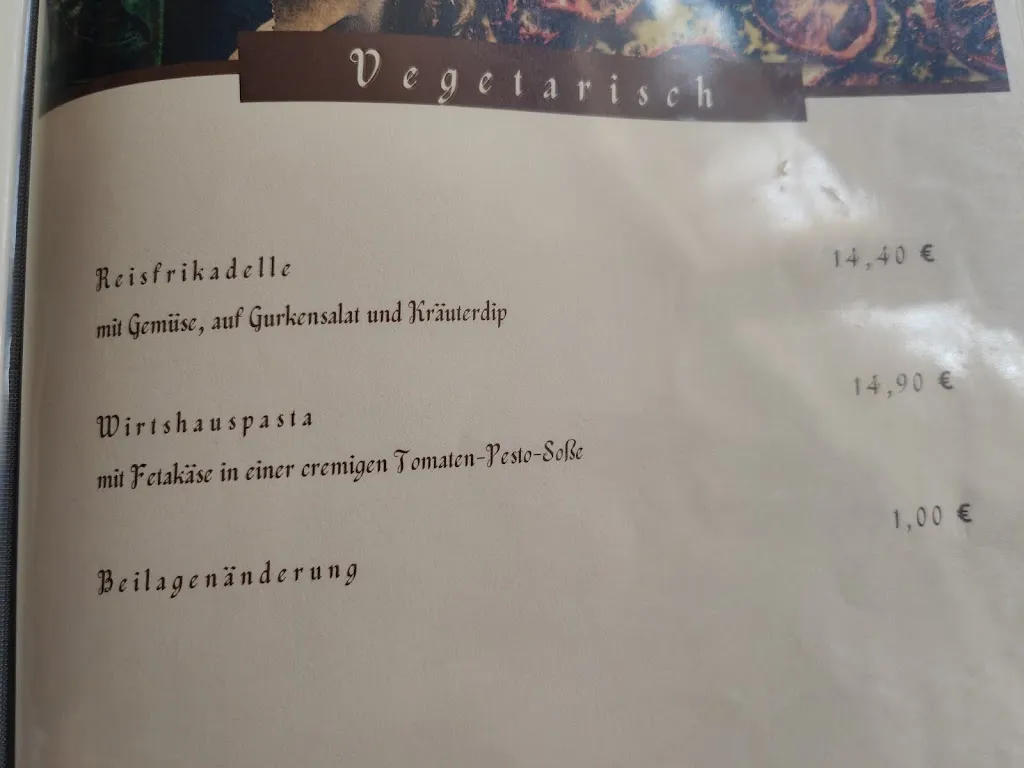 Vegetarisch
Reisfrikadelle 14,40 €
mit Gemüse, auf Gurkensalat und Kräuterdip
Wirtshauspasta 14,90 €
mit Fetakäse in einer cremigen Tomaten-Pesto-Soße
Beilagenänderung 1,00 €